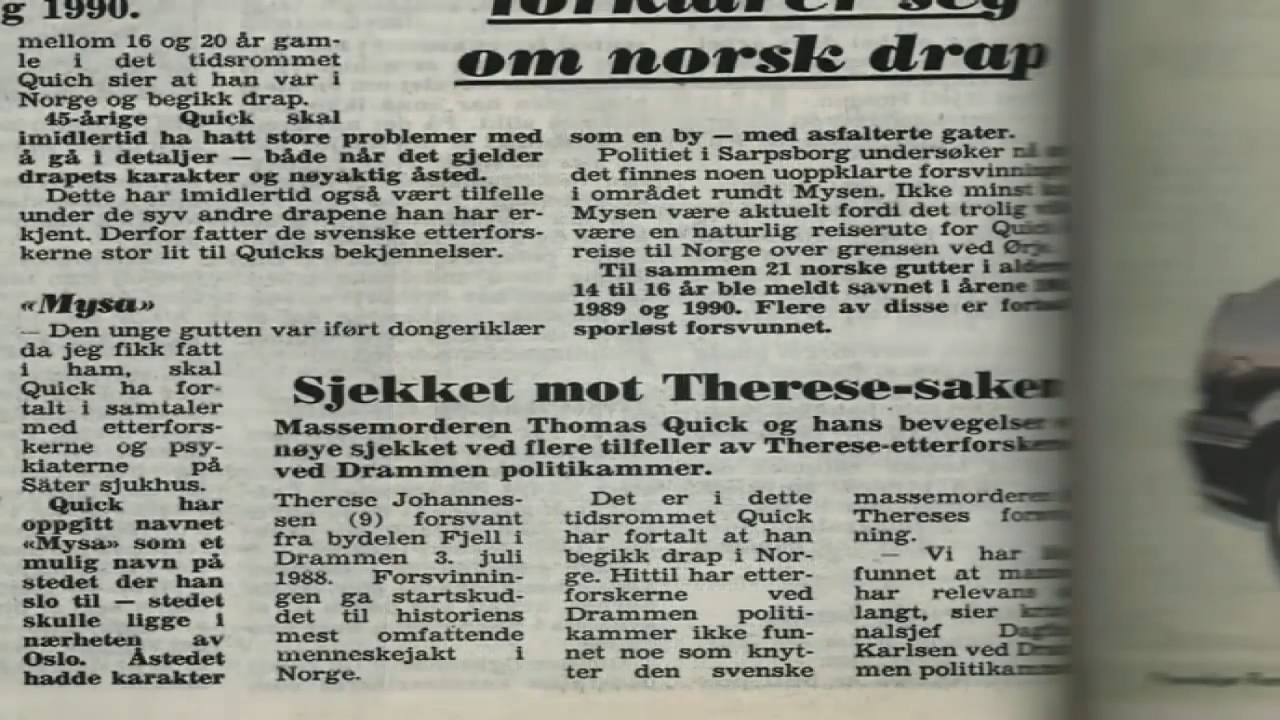 g 1990.
mellom 16 og 20 år gam-
le i det tidsrommet
Quich sier at han var i
Norge og begikk drap.
45-årige Quick skal
imidlertid ha hatt store problemer med
å gå i detaljer — både når det gjelder
drapets karakter og nøyaktig åsted.
Dette har imidlertid også vært tilfelle
under de syv andre drapene han har er-
kjent. Derfor fatter de svenske etterfors-
kerne stor lit til Quicks bekjennelser.
«Mysa»
— Den unge gutten var iført dongeriklær
da jeg fikk fatt
i ham, skal
Quick ha for-
talt i samtaler
med etterfors-
kerne og psy-
kiaterne på
Säter sjukhus.
Quick har
oppgitt navnet
«Mysa» som et
mulig navn på
stedet der han
slo til — stedet
skulle ligge i
nærheten av
Oslo. Åstedet
hadde karakter
forklarer seg
om norsk drap
som en by — med asfalterte gater.
Politiet i Sarpsborg undersøker
det finnes noen uoppklarte
i området rundt Mysen. Ikke minst
Mysen være aktuelt fordi det trolig
være en naturlig reiserute for
reise til Norge over grensen ved
Til sammen 21 norske gutter i
14 til 16 år ble meldt savnet i årene
1989 og 1990. Flere av disse er
sporløst forsvunnet.
Sjekket mot Therese-saken
Massemorderen Thomas Quick og hans bevegelser
nøye sjekket ved flere tilfeller av
ved Drammen politikammer.
Therese Johannes-
sen (9) forsvant
fra bydelen Fjell i
Drammen 3. juli
1988. Forsvinnin-
gen ga startskud-
det til historiens
mest omfattende
menneskejakt i
Norge.
Det er i dette
tidsrommet Quick
har fortalt at han
begikk drap i Nor-
ge. Hittil har etter-
forskerne ved
Drammen politi-
kammer ikke fun-
net noe som knyt-
ter den svenske
massemorderen
Thereses
ning.
— Vi har
funnet at
har relevans
langt, sier
nalsjef
Karlsen ved
men politikammer